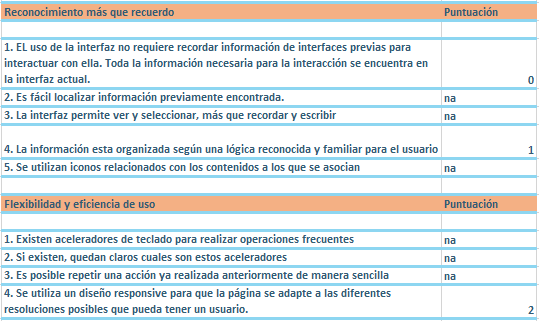 Reconocimiento más que recuerdo Puntuación
1. EL uso de la interfaz no requiere recordar información de interfaces previas para
interactuar con ella. Toda la información necesaria para la interacción se encuentra en
la interfaz actual. 0
2. Es fácil localizar información previamente encontrada. na
3. La interfaz permite ver y seleccionar, más que recordar y escribir na
4. La información esta organizada según una lógica reconocida y familiar para el usuario 1
5. Se utilizan iconos relacionados con los contenidos a los que se asocian na
Flexibilidad y eficiencia de uso Puntuación
1. Existen aceleradores de teclado para realizar operaciones frecuentes na
2. Si existen, quedan claros cuales son estos aceleradores na
3. Es posible repetir una acción ya realizada anteriormente de manera sencilla na
4. Se utiliza un diseño responsive para que la página se adapte a las diferentes
resoluciones posibles que pueda tener un usuario. 2